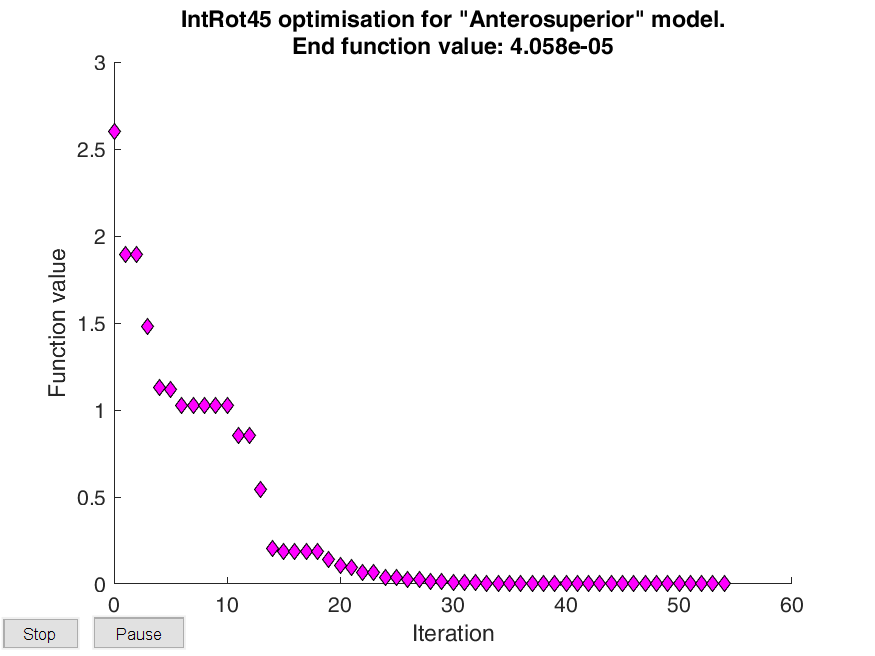 IntRot45 optimisation for "Anterosuperior" model.
End function value: 4.058e-05
3
2.5
2
1.5
1
0.5
0
Function value
0 10 20 30 40 50 60
Iteration
Stop Pause